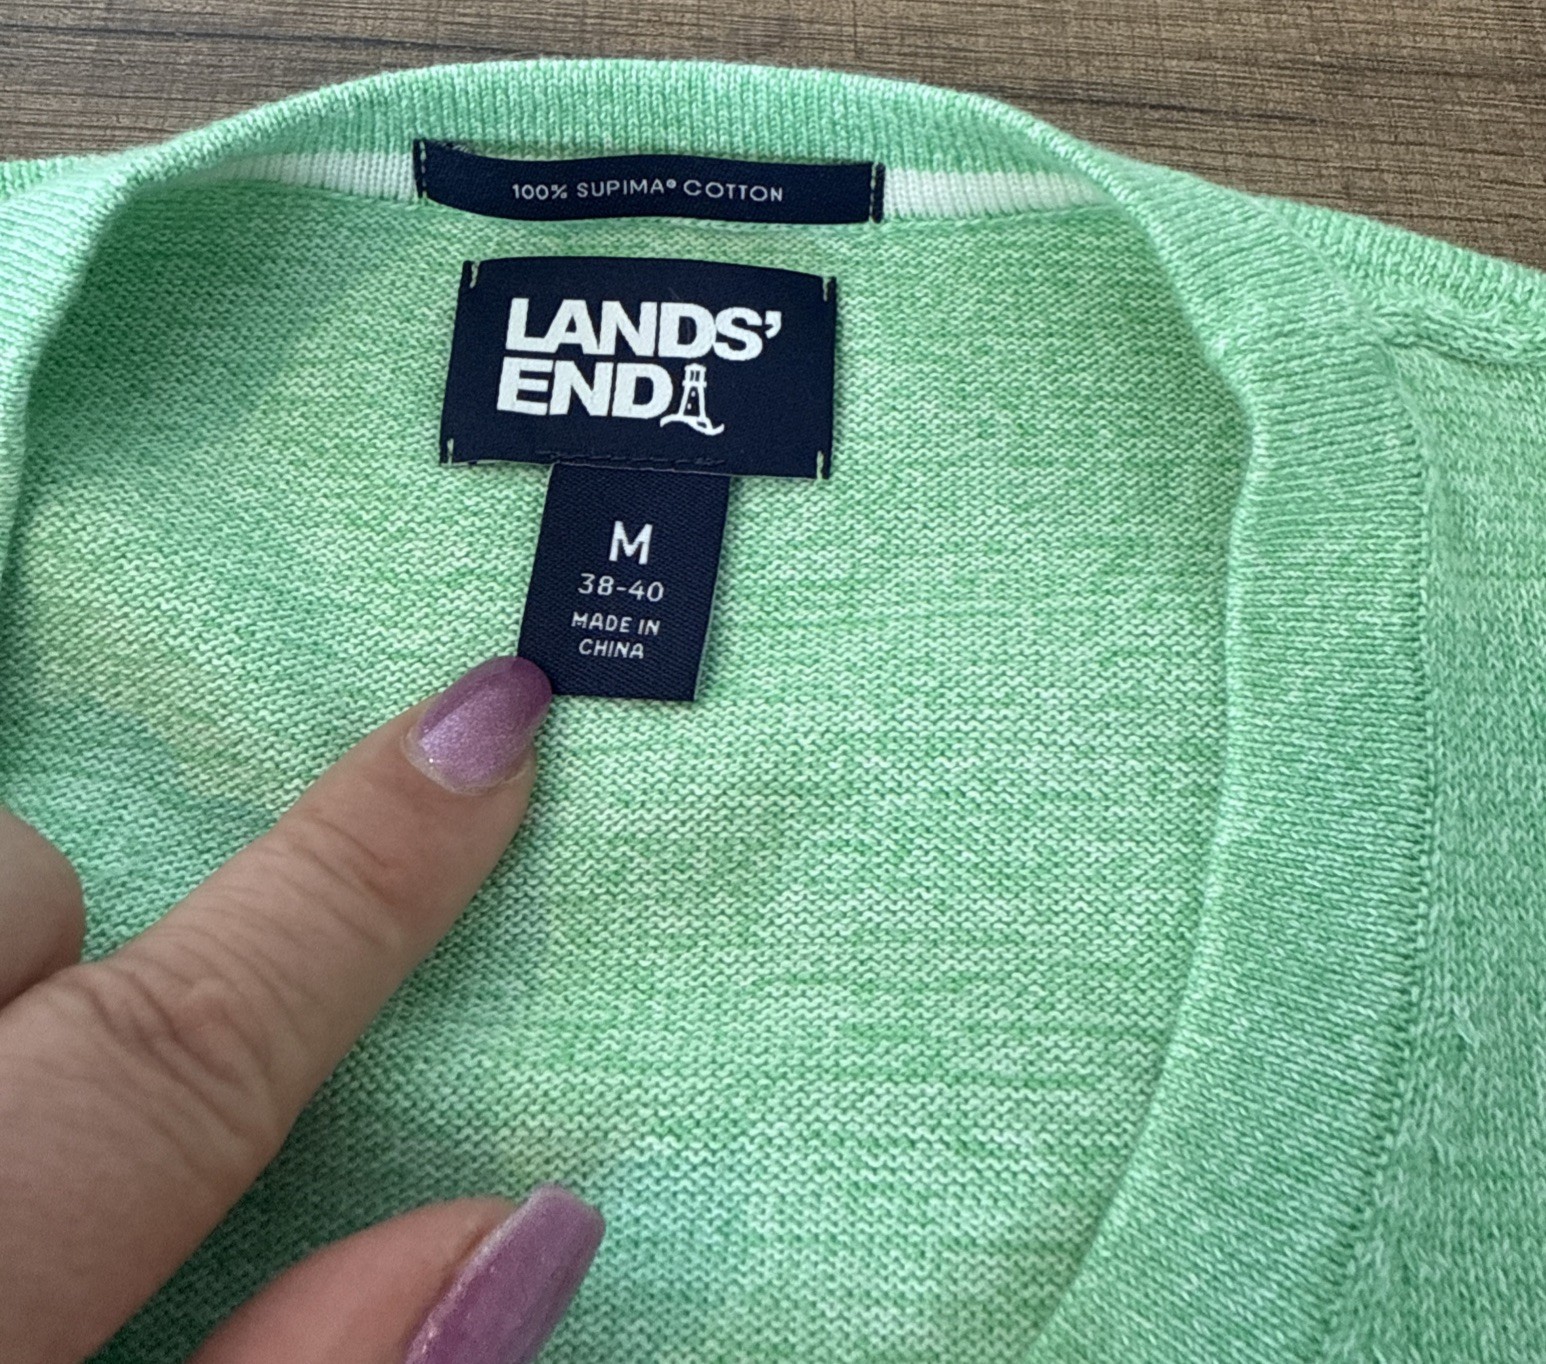 100% SUPIMA® COTTON
LANDS'
END
M
38-40
MADE IN
CHINA